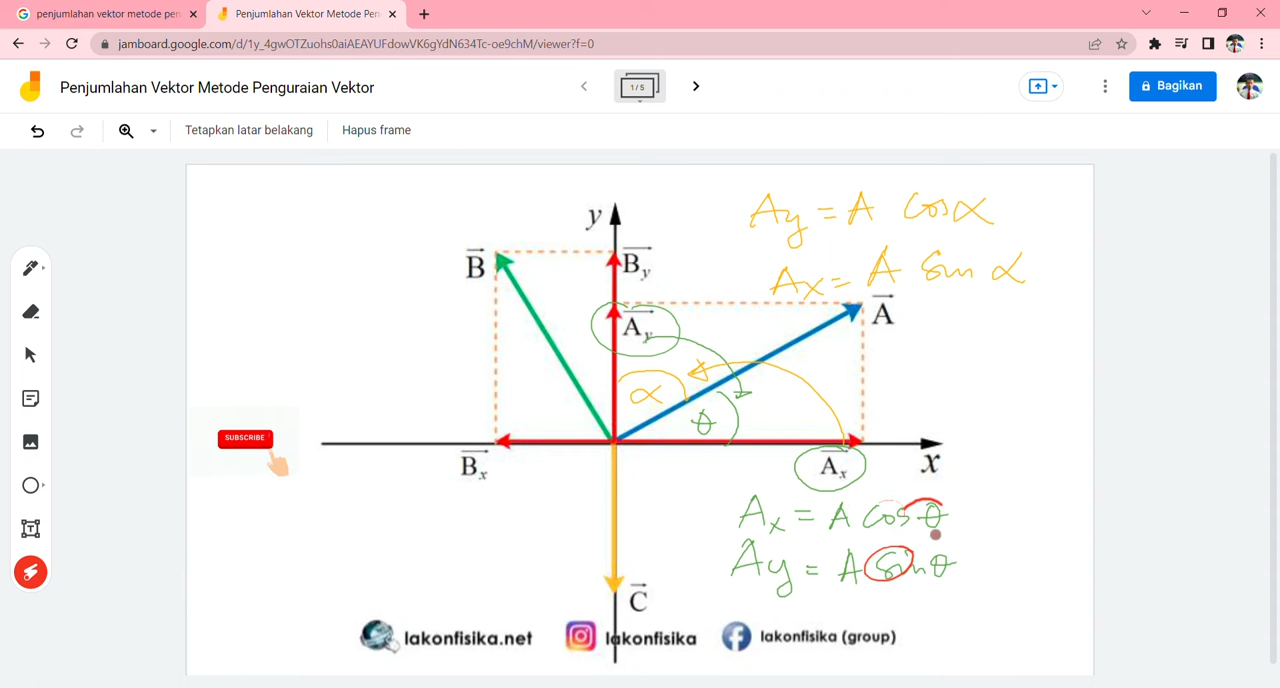 penjumlahan vektor metode pen
Penjumlahan Vektor Metode Pen
jamboard.google.com/d/1y_4gwOTZuohs0aiAEAYUFdowVK6gYdN634Tc-oe9chM/viewer?f=0
Penjumlahan Vektor Metode Penguraian Vektor
1/5
Bagikan
Tetapkan latar belakang
Hapus frame
Ay = A cos α
Ax = A sin α
y
B
By
A
Ay
α
θ
SUBSCRIBE
Bx
Ax
x
Ax = A cos θ
Ay = A sin θ
C
lakonfisika.net
lakonfisika
lakonfisika (group)